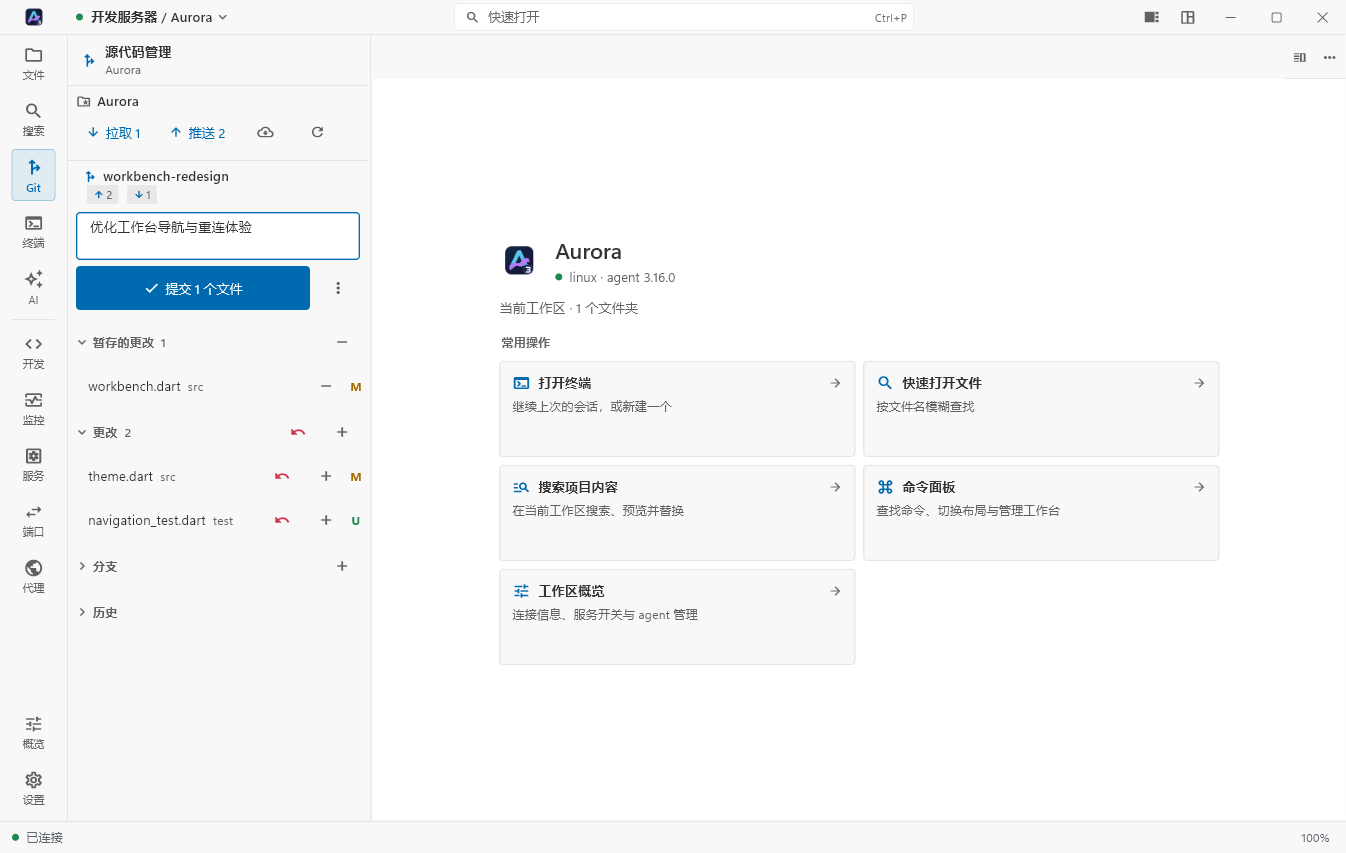 开发服务器 / Aurora
快速打开
Ctrl+P
文件
搜索
Git
终端
AI
开发
监控
服务
端口
代理
概览
设置
源代码管理
Aurora
Aurora
拉取 1
推送 2
workbench-redesign
2
1
优化工作台导航与重连体验
提交 1 个文件
暂存的更改 1
workbench.dart src
M
更改 2
theme.dart src
M
navigation_test.dart test
U
分支
历史
3
Aurora
linux · agent 3.16.0
当前工作区 · 1 个文件夹
常用操作
打开终端
继续上次的会话，或新建一个
快速打开文件
按文件名模糊查找
搜索项目内容
在当前工作区搜索、预览并替换
命令面板
查找命令、切换布局与管理工作台
工作区概览
连接信息、服务开关与 agent 管理
已连接
100%